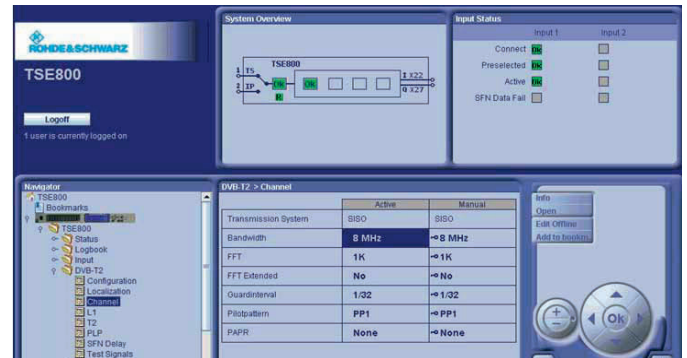 System Overview
Input Status
ROHDE&SCHWARZ
TSE800
Logoff
1 user is currently logged on
TSE800
1 TS
2 IP
Ok
Ok
R
I X22
Q X27
Input 1 Input 2
Connect Ok
Preselected Ok
Active Ok
SFN Data Fail
Navigator
TSE800
Bookmarks
TSE800
Status
Logbook
Input
DVB-T2
Configuration
Localization
Channel
L1
T2
PLP
SFN Delay
Test Signals
DVB-T2 > Channel
Active Manual
Transmission System SISO SISO
Bandwidth 8 MHz 8 MHz
FFT 1K 1K
FFT Extended No No
Guardinterval 1/32 1/32
Pilotpattern PP1 PP1
PAPR None None
Info
Open
Edit Offline
Add to
+
-
Ok